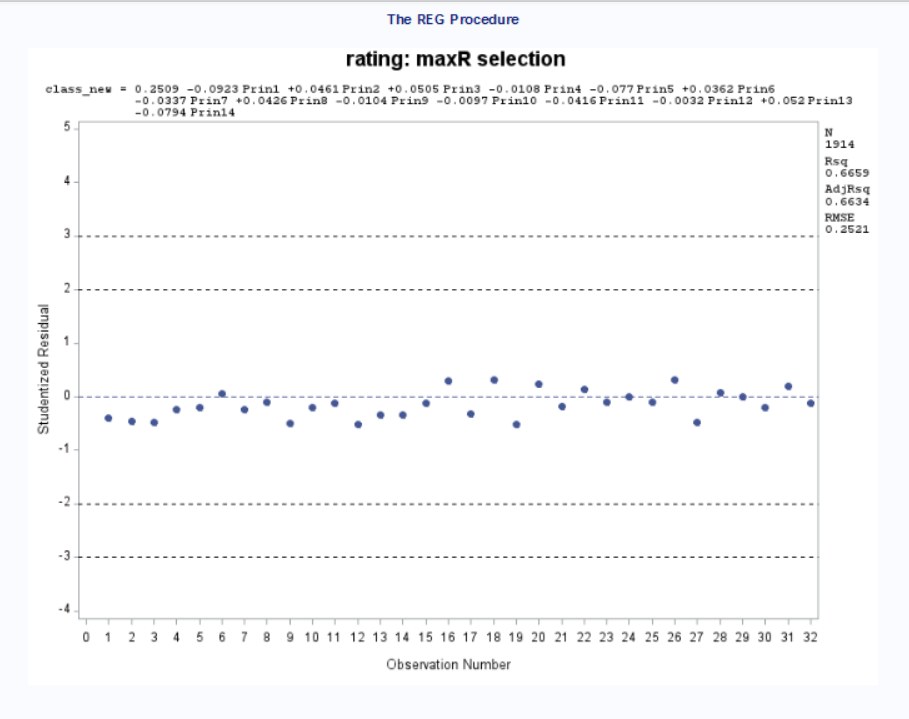 The REG Procedure
rating: maxR selection
class_new = 0.2509 -0.0923 Prin1 +0.0461 Prin2 +0.0505 Prin3 -0.0108 Prin4 -0.077 Prin5 +0.0362 Prin6
-0.0337 Prin7 +0.0426 Prin8 -0.0104 Prin9 -0.0097 Prin10 -0.0416 Prin11 -0.0032 Prin12 +0.052 Prin13
-0.0794 Prin14
N
1914
Rsq
0.6659
AdjRsq
0.6634
RMSE
0.2521
5
4
3
2
1
0
-1
-2
-3
-4
Studentized Residual
0 1 2 3 4 5 6 7 8 9 10 11 12 13 14 15 16 17 18 19 20 21 22 23 24 25 26 27 28 29 30 31 32
Observation Number